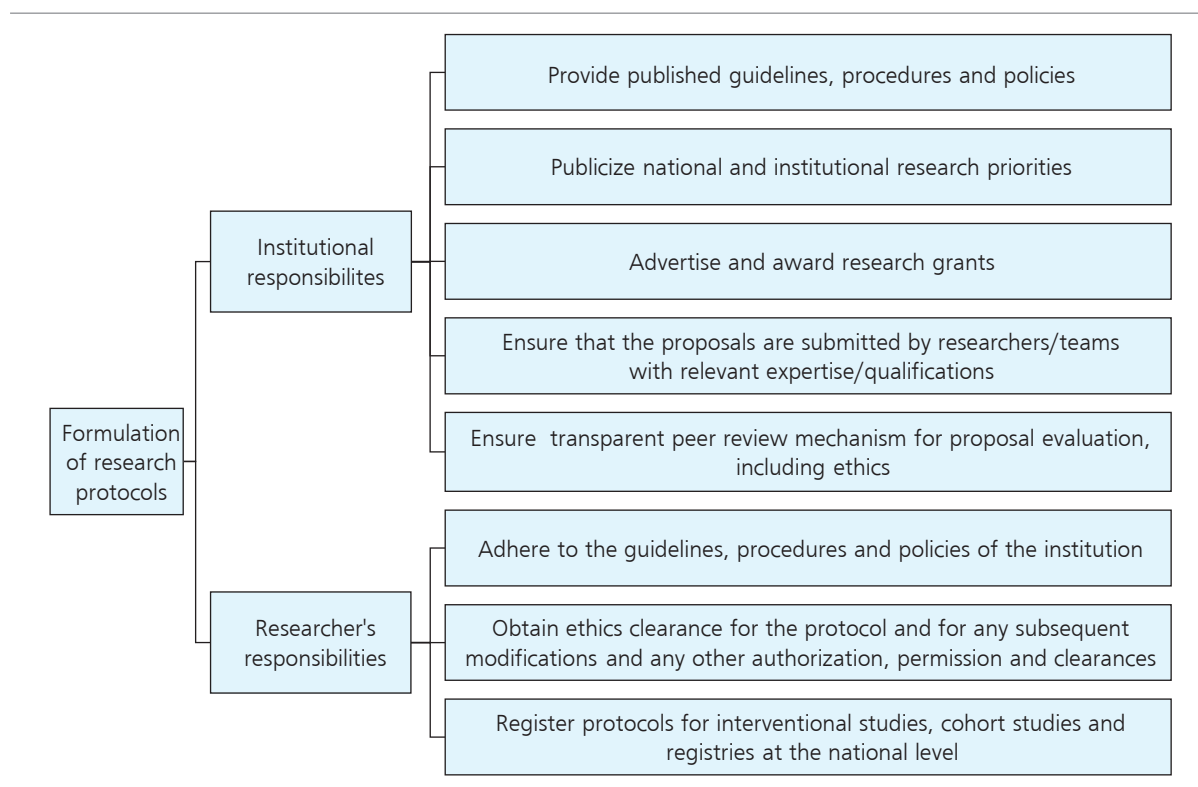 Provide published guidelines, procedures and policies
Publicize national and institutional research priorities
Institutional
responsibilites
Advertise and award research grants
Ensure that the proposals are submitted by researchers/teams
with relevant expertise/qualifications
Ensure transparent peer review mechanism for proposal evaluation,
including ethics
Formulation
of research
protocols
Adhere to the guidelines, procedures and policies of the institution
Researcher's
responsibilities
Obtain ethics clearance for the protocol and for any subsequent
modifications and any other authorization, permission and clearances
Register protocols for interventional studies, cohort studies and
registries at the national level